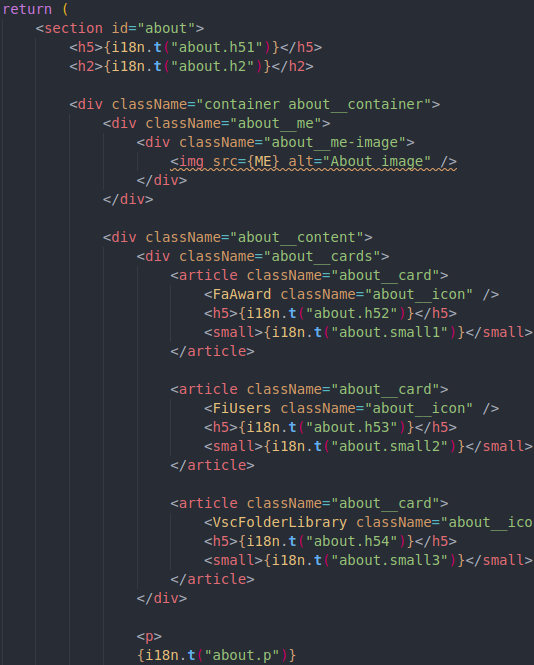 return (
<section id="about">
<h5>{i18n.t("about.h51")}</h5>
<h2>{i18n.t("about.h2")}</h2>
<div className="container about__container">
<div className="about__me">
<div className="about__me-image">
<img src={ME} alt="About image" />
</div>
</div>
<div className="about__content">
<div className="about__cards">
<article className="about__card">
<FaAward className="about__icon" />
<h5>{i18n.t("about.h52")}</h5>
<small>{i18n.t("about.small1")}</small>
</article>
<article className="about__card">
<FiUsers className="about__icon" />
<h5>{i18n.t("about.h53")}</h5>
<small>{i18n.t("about.small2")}</small>
</article>
<article className="about__card">
<VscFolderLibrary className="about__ico
<h5>{i18n.t("about.h54")}</h5>
<small>{i18n.t("about.small3")}</small>
</article>
</div>
<p>
{i18n.t("about.p")}